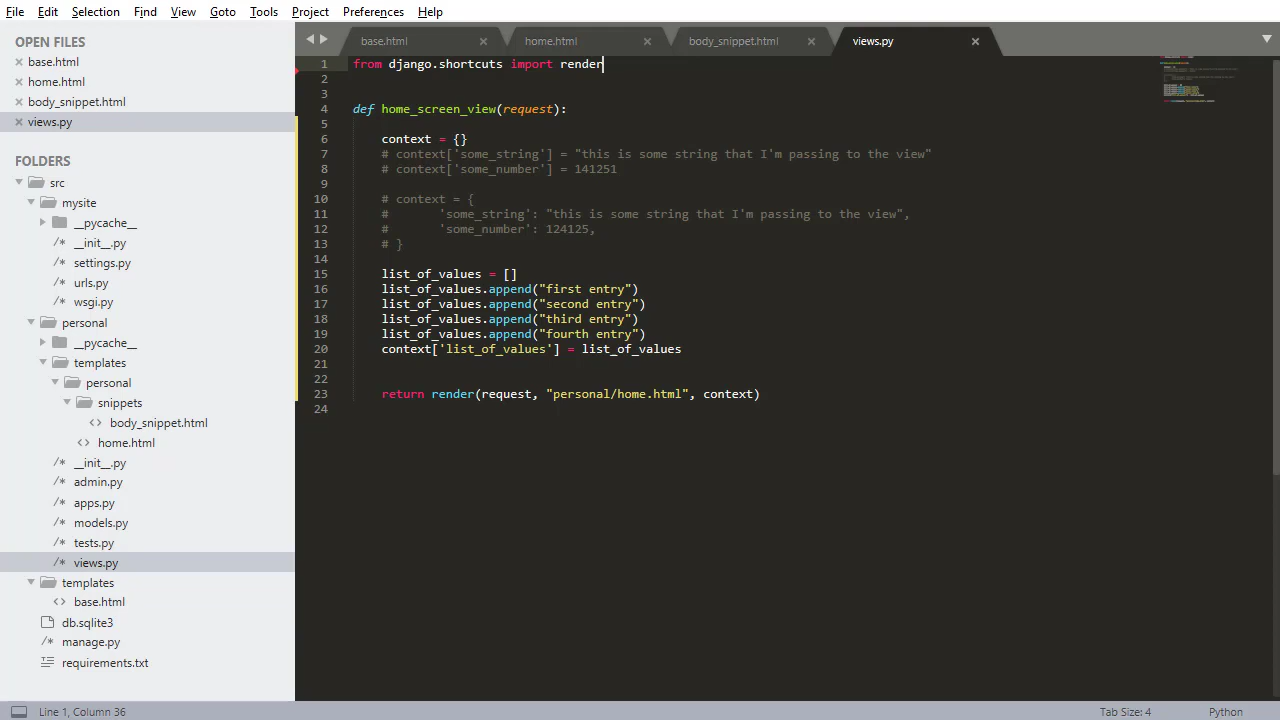 File Edit Selection Find View Goto Tools Project Preferences Help
OPEN FILES
base.html
home.html
body_snippet.html
views.py
FOLDERS
src
mysite
__pycache__
__init__.py
settings.py
urls.py
wsgi.py
personal
__pycache__
templates
personal
snippets
body_snippet.html
home.html
__init__.py
admin.py
apps.py
models.py
tests.py
views.py
templates
base.html
db.sqlite3
manage.py
requirements.txt
base.html home.html body_snippet.html views.py
1 from django.shortcuts import render
2
3
4 def home_screen_view(request):
5
6 context = {}
7 # context['some_string'] = "this is some string that I'm passing to the view"
8 # context['some_number'] = 141251
9
10 # context = {
11 # 'some_string': "this is some string that I'm passing to the view",
12 # 'some_number': 124125,
13 # }
14
15 list_of_values = []
16 list_of_values.append("first entry")
17 list_of_values.append("second entry")
18 list_of_values.append("third entry")
19 list_of_values.append("fourth entry")
20 context['list_of_values'] = list_of_values
21
22
23 return render(request, "personal/home.html", context)
24
Line 1, Column 36 Tab Size: 4 Python